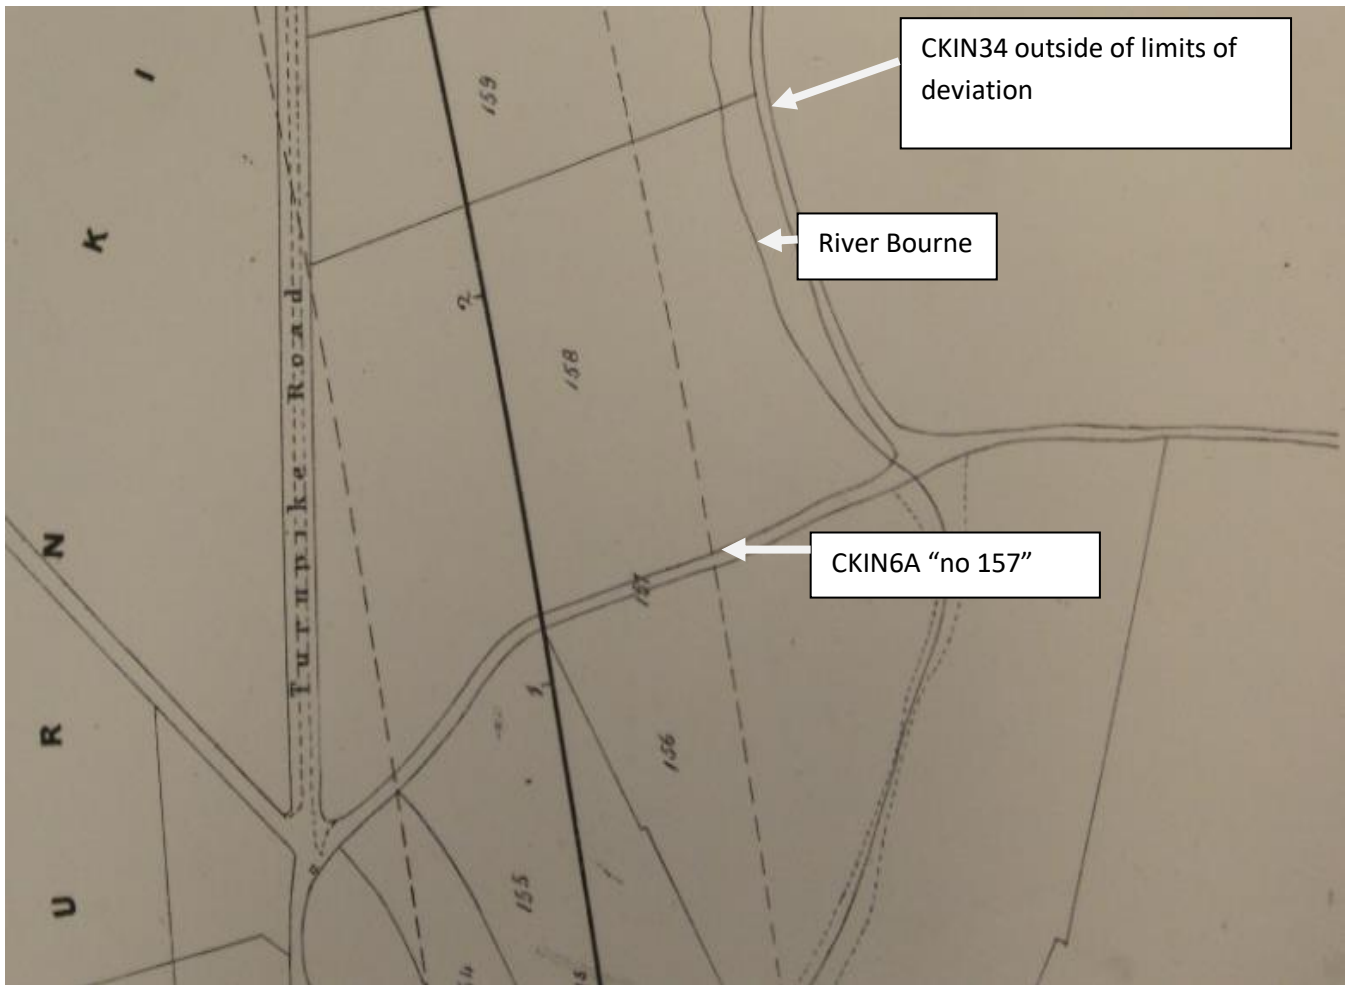 CKIN34 outside of limits of
deviation
River Bourne
CKIN6A “no 157”
Turnpike Road
I
K
N
R
U
159
2
158
157
1
156
155